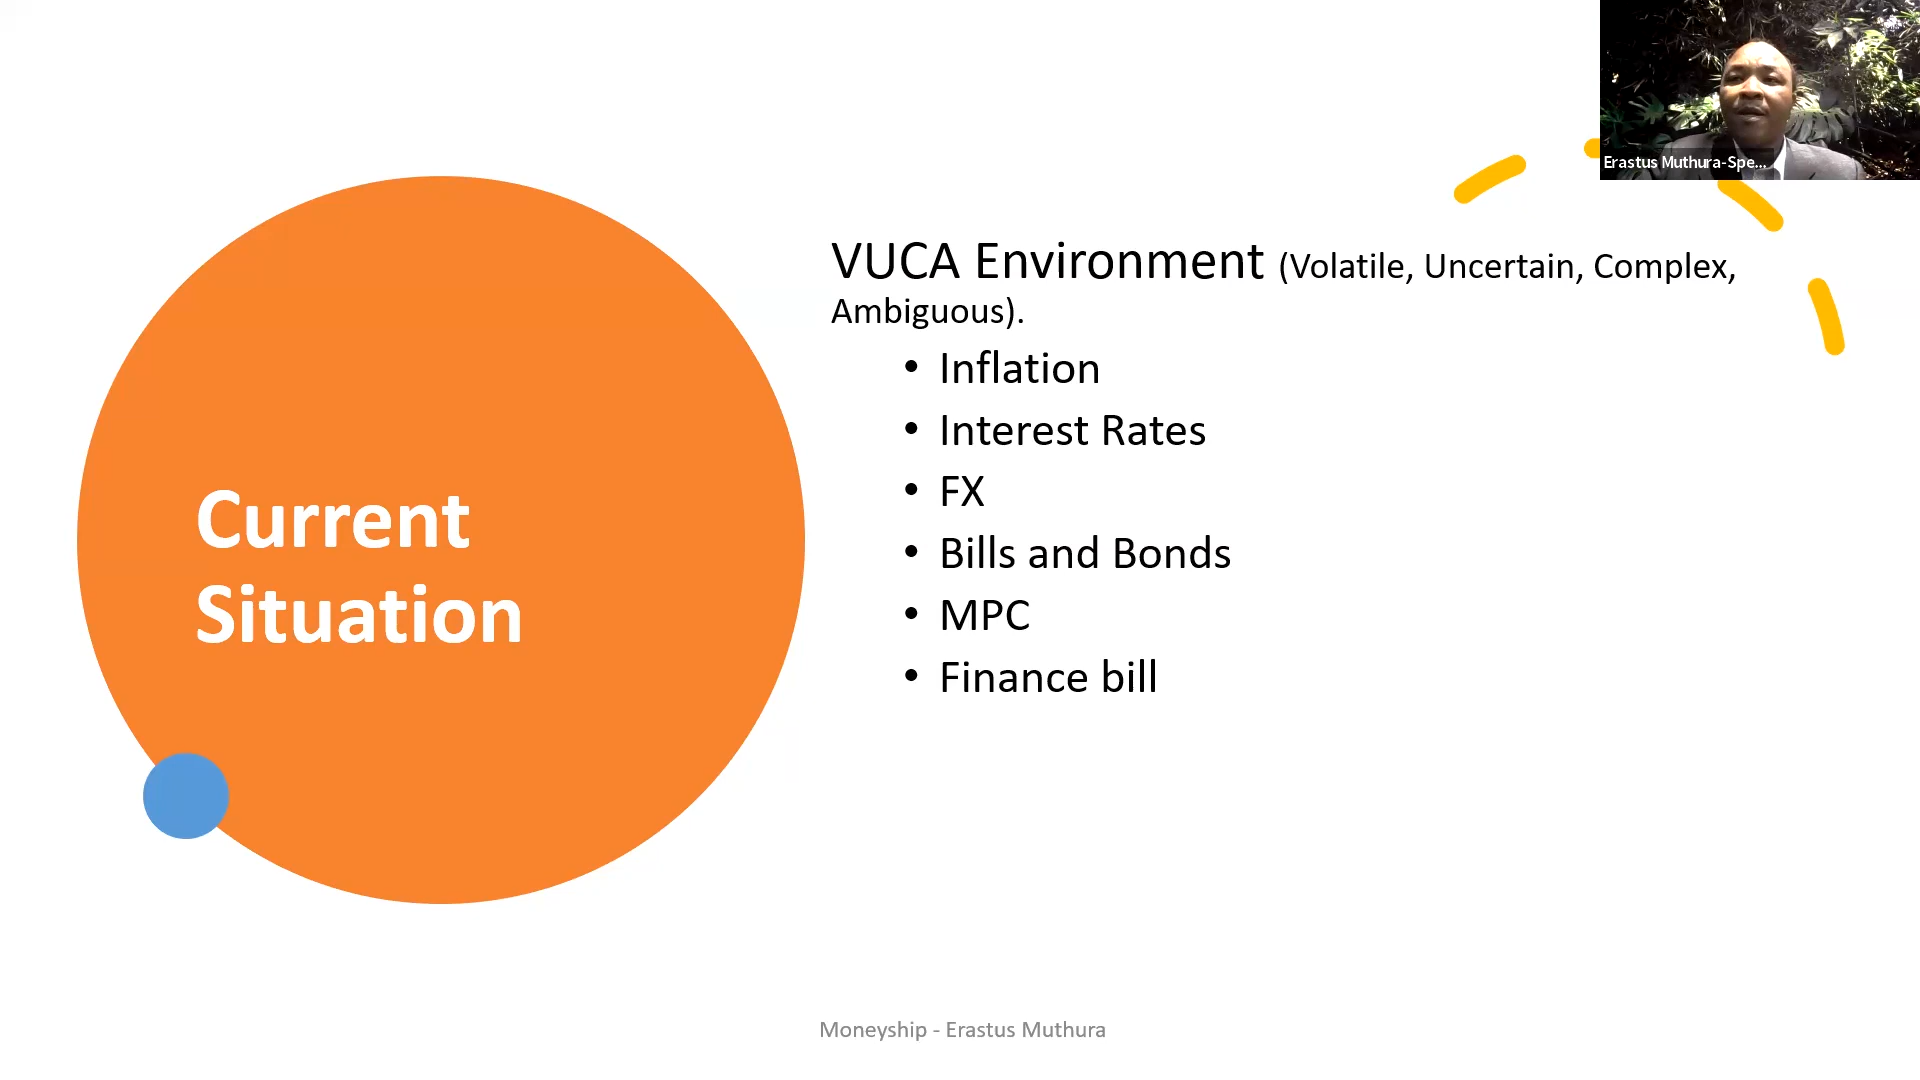 Erastus Muthura-Spe...
VUCA Environment (Volatile, Uncertain, Complex,
Ambiguous).
• Inflation
• Interest Rates
• FX
• Bills and Bonds
• MPC
• Finance bill
Current
Situation
Moneyship - Erastus Muthura